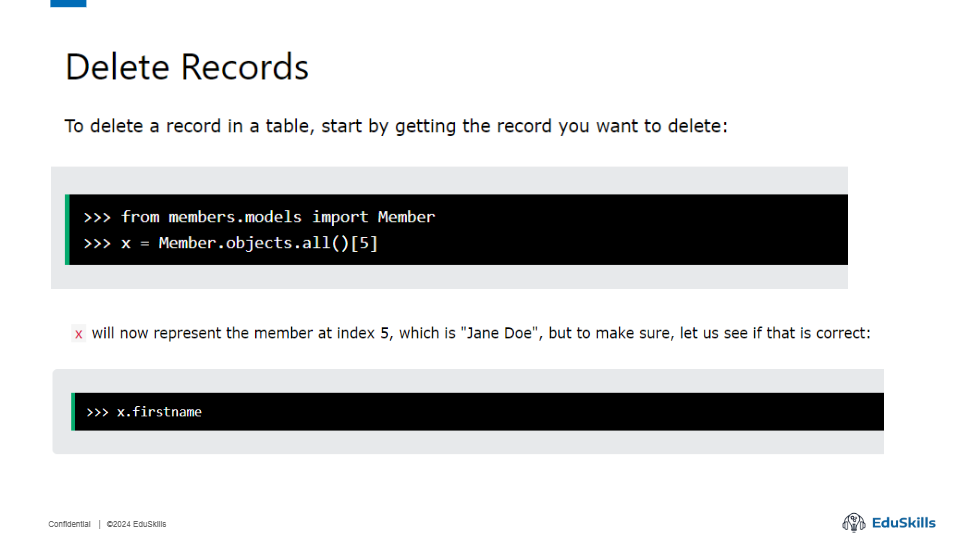 Delete Records
To delete a record in a table, start by getting the record you want to delete:
>>> from members.models import Member
>>> x = Member.objects.all()[5]
x will now represent the member at index 5, which is "Jane Doe", but to make sure, let us see if that is correct:
>>> x.firstname
Confidential | ©2024 EduSkills
EduSkills